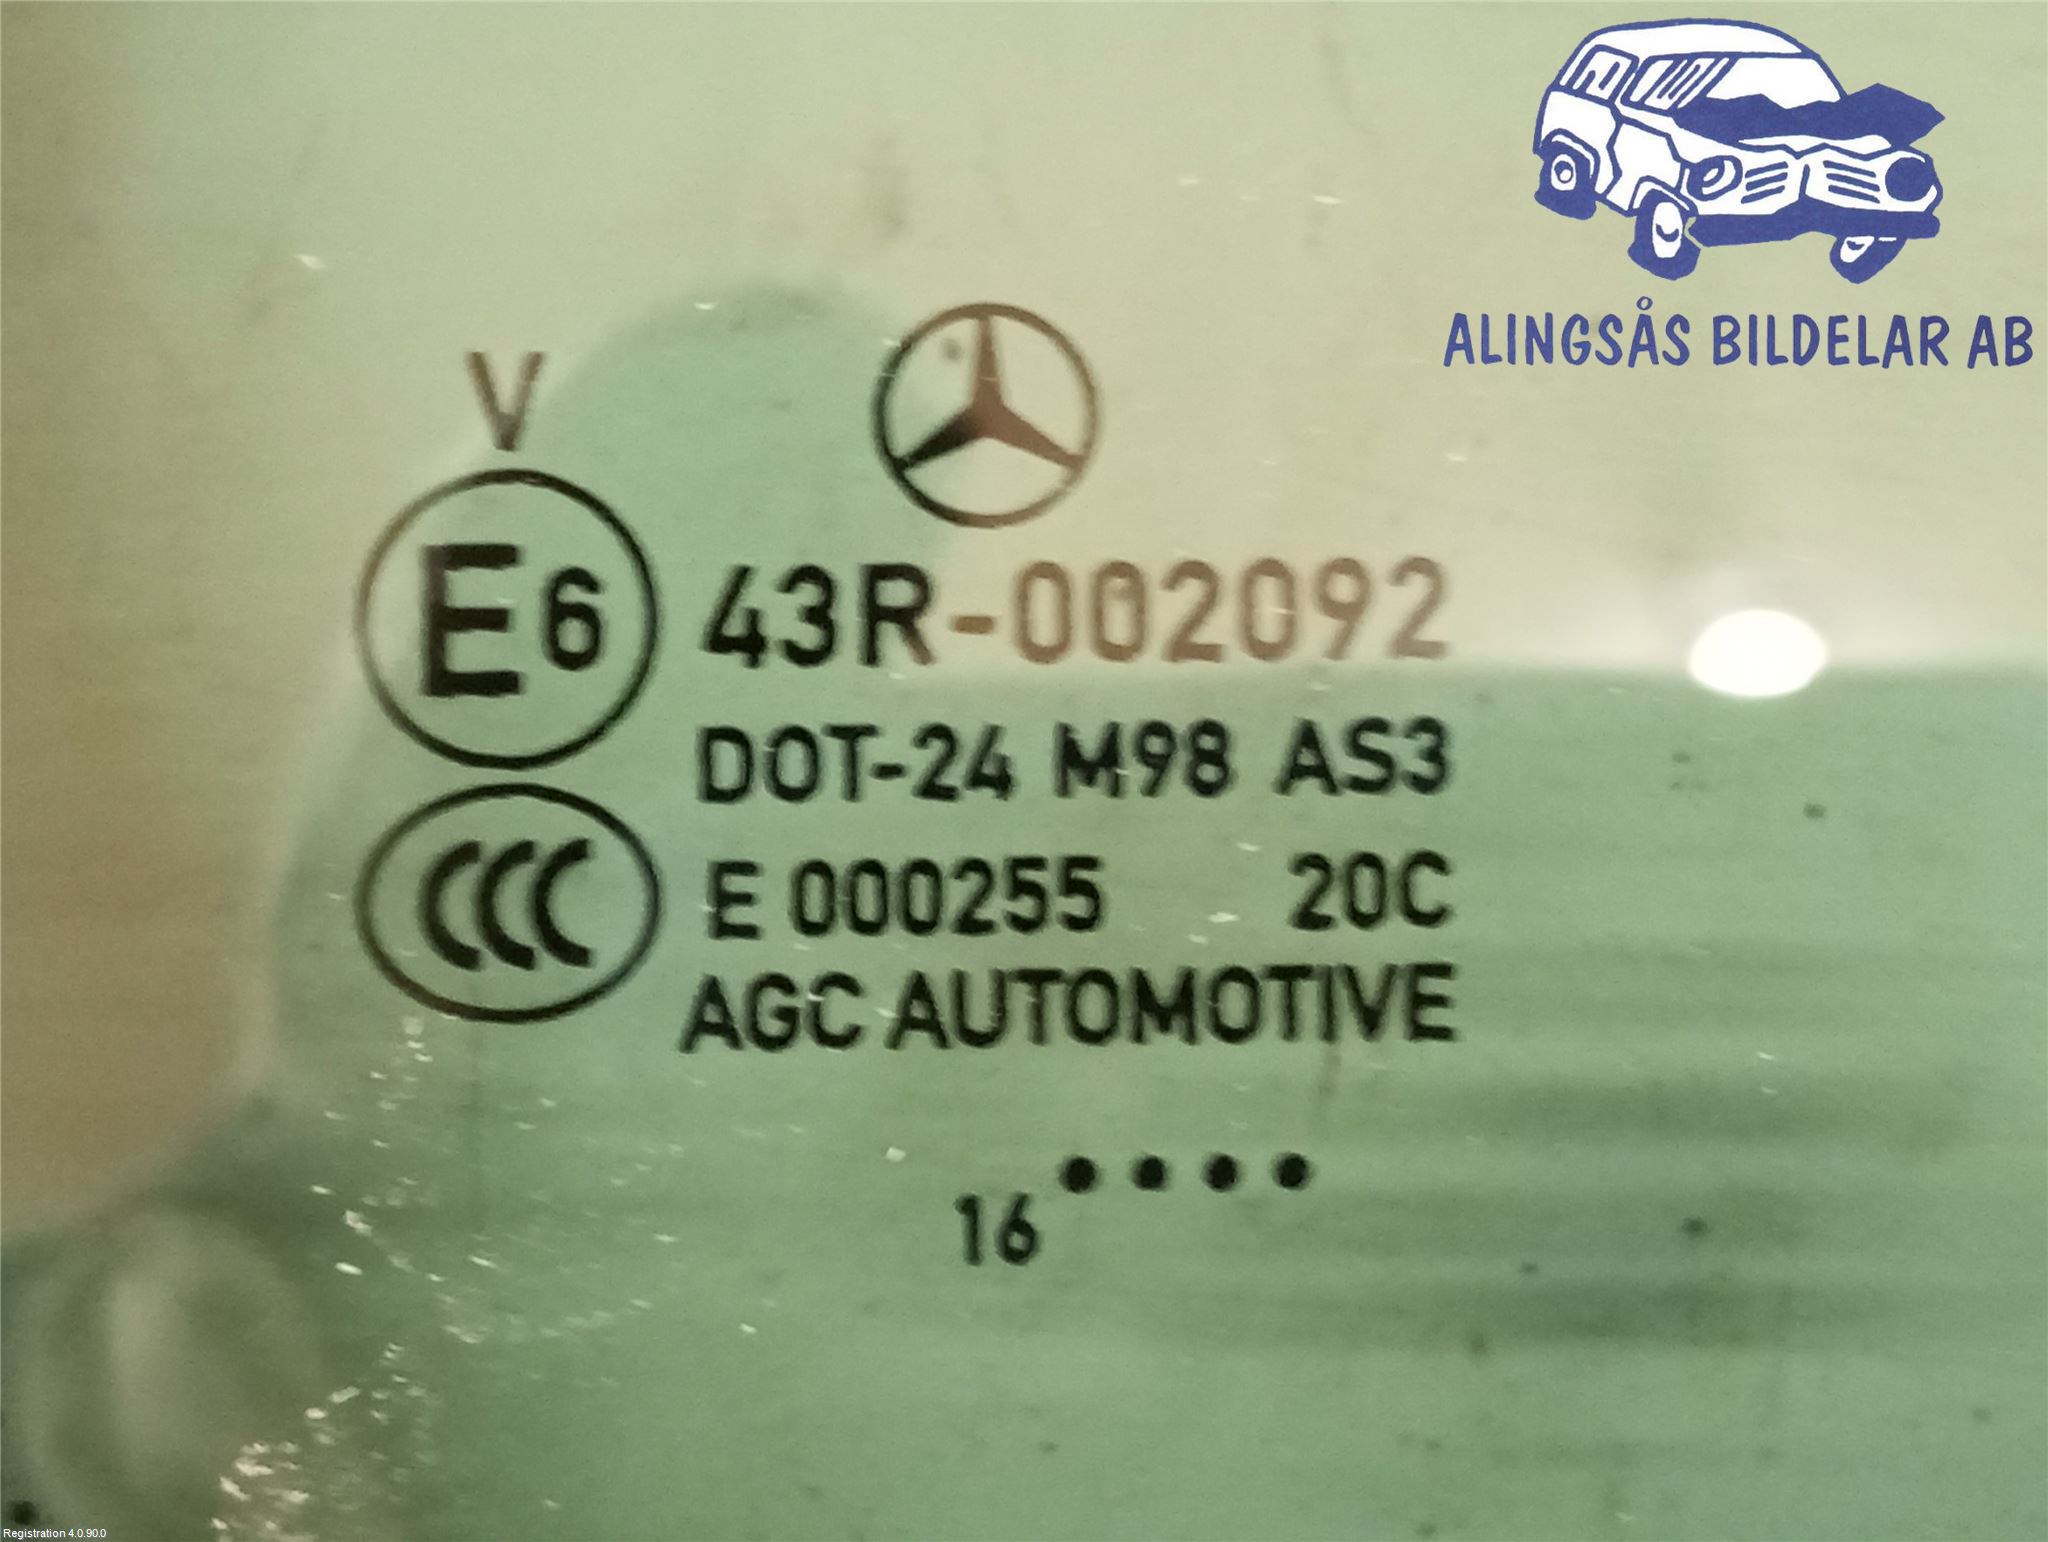 ALINGSÅS BILDELAR AB
V
E6 43R-002092
DOT-24 M98 AS3
CCC E 000255 20C
AGC AUTOMOTIVE
16 ••••
Registration 4.0.90.0